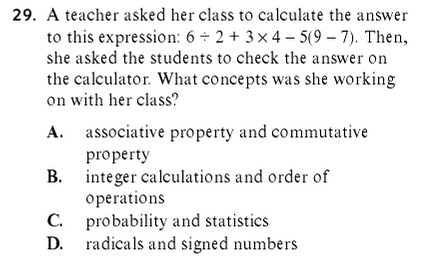 29. A teacher asked her class to calculate the answer
to this expression: 6 ÷ 2 + 3 × 4 – 5(9 – 7). Then,
she asked the students to check the answer on
the calculator. What concepts was she working
on with her class?
A. associative property and commutative
property
B. integer calculations and order of
operations
C. probability and statistics
D. radicals and signed numbers